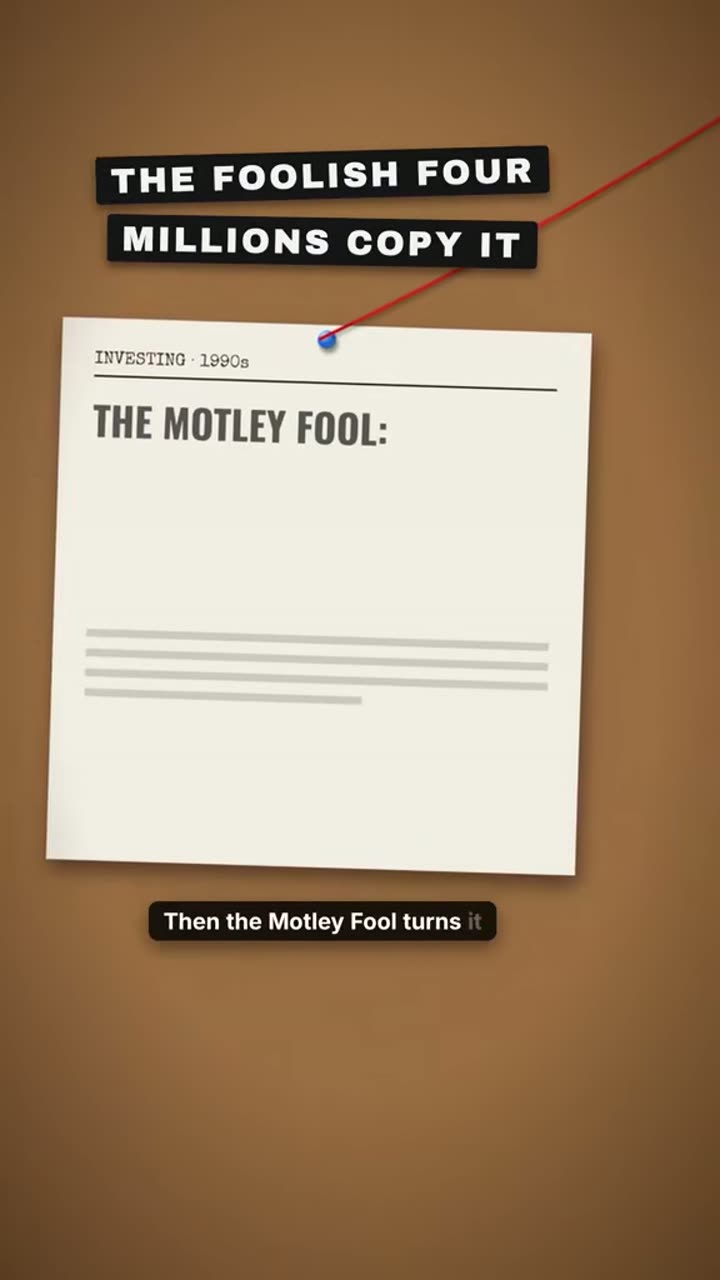 THE FOOLISH FOUR
MILLIONS COPY IT
INVESTING · 1990s
THE MOTLEY FOOL:
Then the Motley Fool turns it